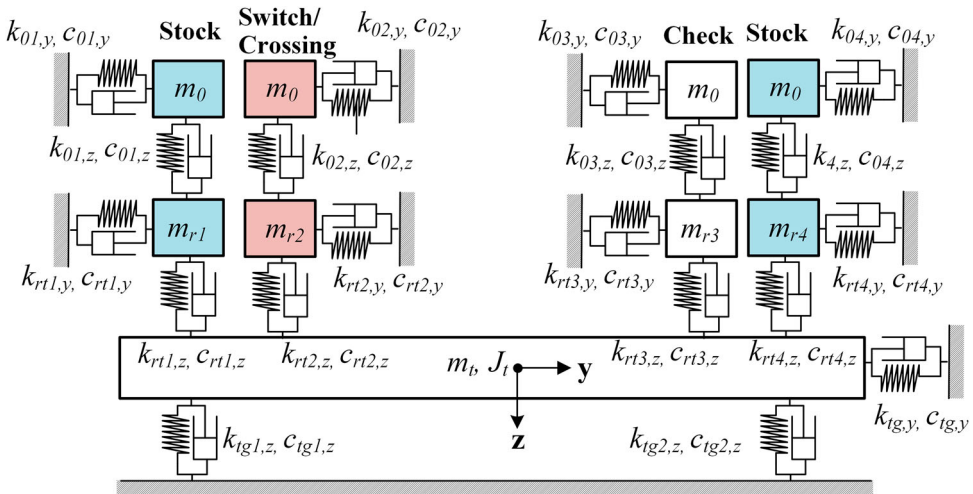 k01,y, c01,y
Stock
Switch/
Crossing
k02,y, c02,y
k03,y, c03,y
Check
Stock
k04,y, c04,y
m0
m0
m0
m0
k01,z, c01,z
k02,z, c02,z
k03,z, c03,z
k4,z, c04,z
mr1
mr2
mr3
mr4
krt1,y, crt1,y
krt2,y, crt2,y
krt3,y, crt3,y
krt4,y, crt4,y
krt1,z, crt1,z
krt2,z, crt2,z
mt, Jt
y
z
krt3,z, crt3,z
krt4,z, crt4,z
ktg,y, ctg,y
ktg1,z, ctg1,z
ktg2,z, ctg2,z